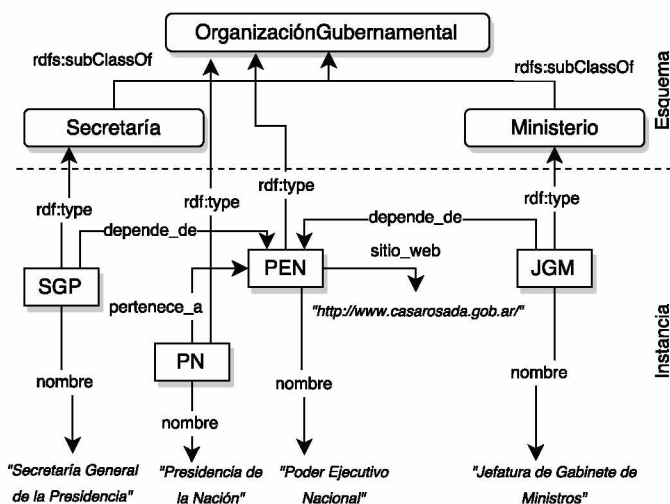 OrganizaciónGubernamental
rdfs:subClassOf
rdfs:subClassOf
Esquema
Secretaría
Ministerio
rdf:type
rdf:type
rdf:type
rdf:type
depende_de
depende_de
sitio_web
SGP
PEN
JGM
pertenece_a
"http://www.casarosada.gob.ar/"
Instancia
PN
nombre
nombre
nombre
nombre
"Secretaría General
de la Presidencia"
"Presidencia de
la Nación"
"Poder Ejecutivo
Nacional"
"Jefatura de Gabinete de
Ministros"